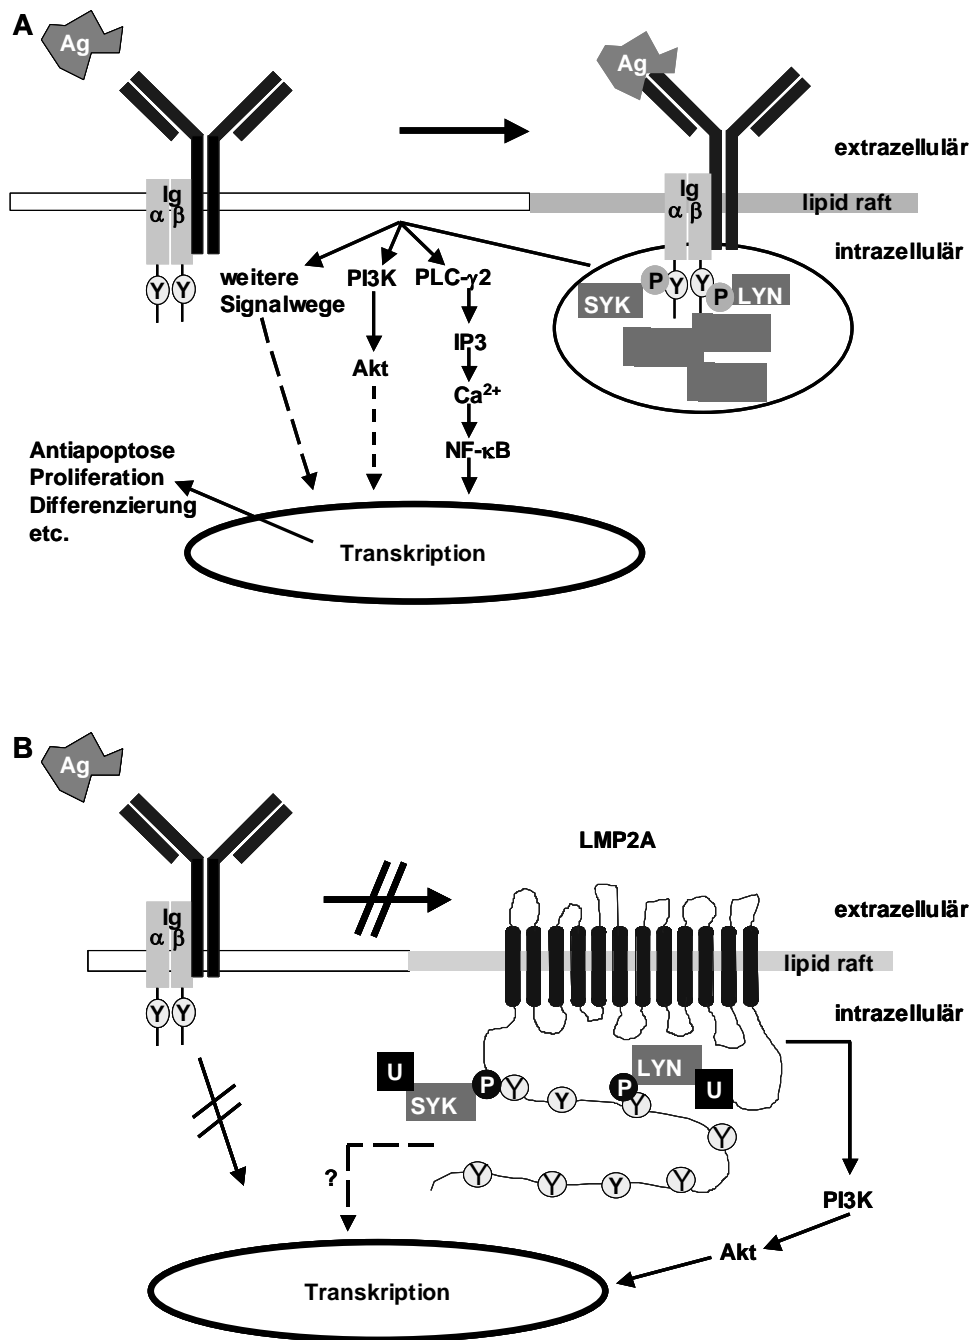 A
Ag
Ag
extrazellulär
Ig
α β
Ig
α β
lipid raft
intrazellulär
weitere
Signalwege
PI3K
PLC-γ2
Y Y
P Y Y P
SYK
LYN
IP3
Akt
Ca2+
NF-κB
Antiapoptose
Proliferation
Differenzierung
etc.
Transkription
B
Ag
LMP2A
extrazellulär
Ig
α β
lipid raft
intrazellulär
Y Y
U
SYK
P Y
Y
P
Y
LYN
U
Y
?
Y
Y
Y
Y
PI3K
Akt
Transkription